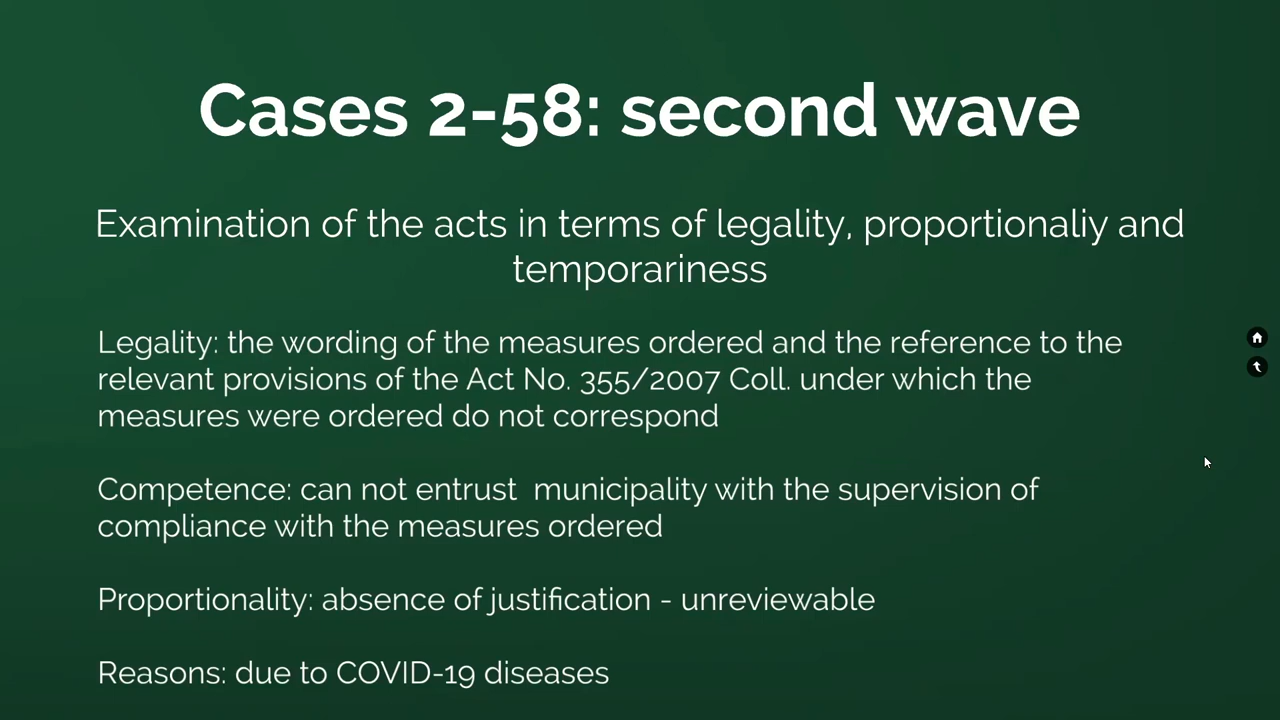 Cases 2-58: second wave
Examination of the acts in terms of legality, proportionaliy and
temporariness
Legality: the wording of the measures ordered and the reference to the
relevant provisions of the Act No. 355/2007 Coll. under which the
measures were ordered do not correspond
Competence: can not entrust  municipality with the supervision of
compliance with the measures ordered
Proportionality: absence of justification - unreviewable
Reasons: due to COVID-19 diseases